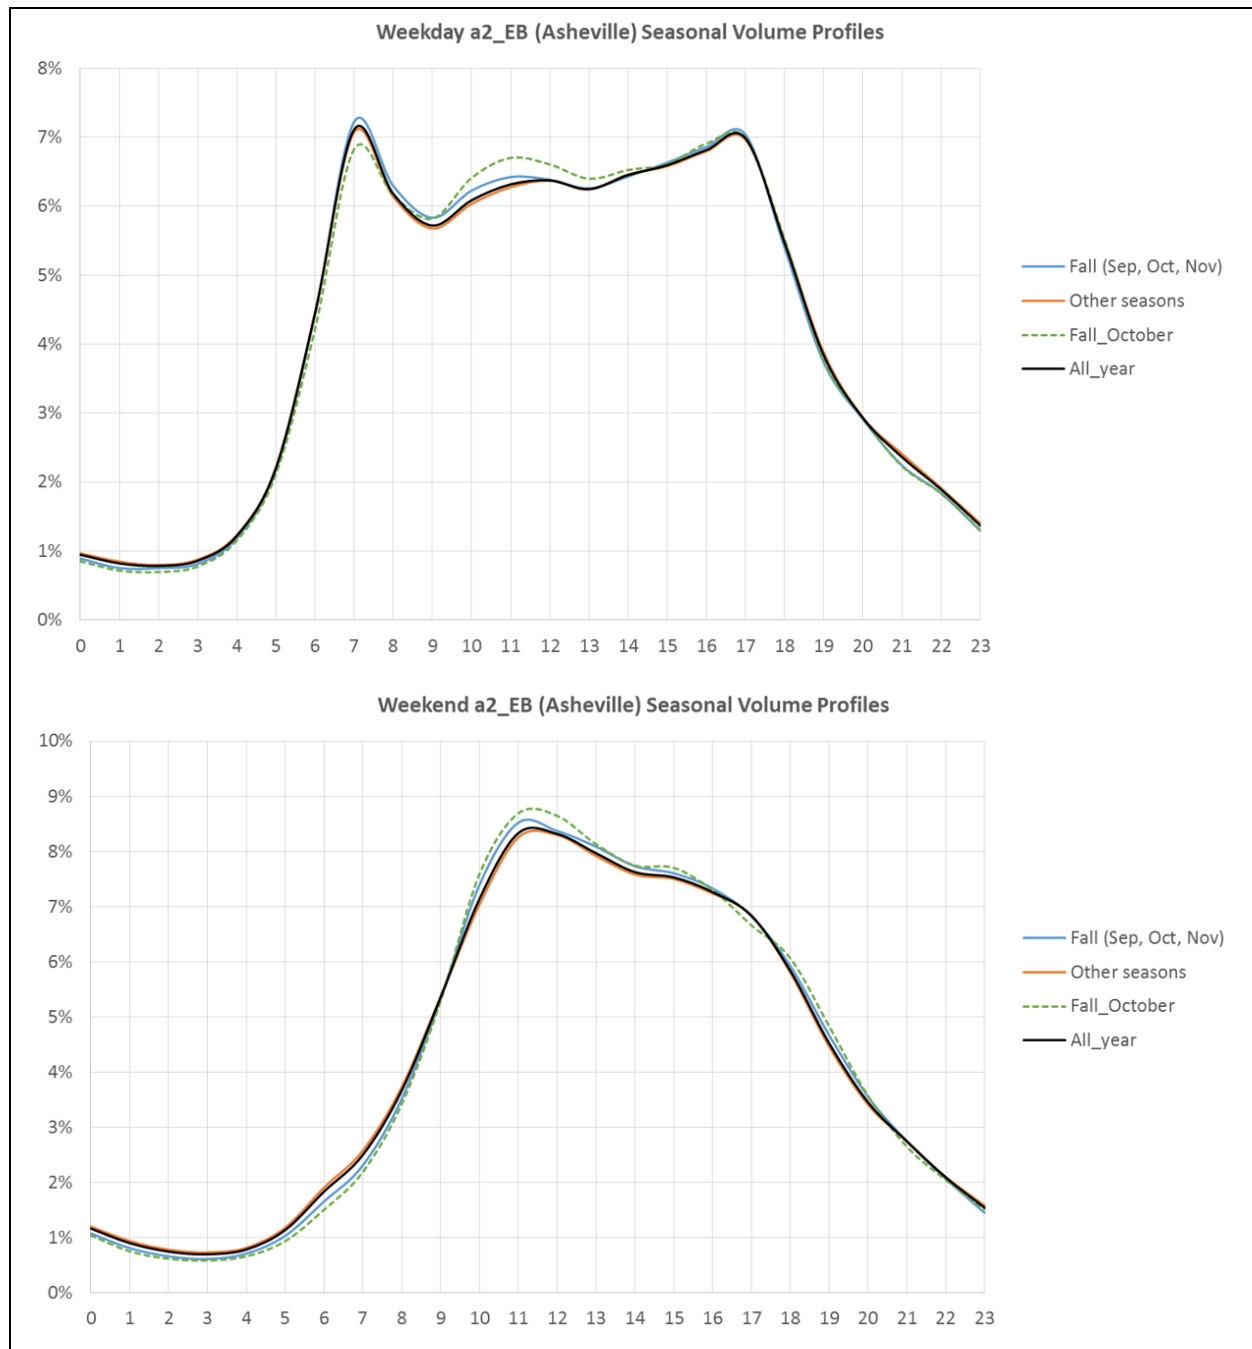 Weekday a2_EB (Asheville) Seasonal Volume Profiles
8%
7%
6%
5%
4%
3%
2%
1%
0%
0 1 2 3 4 5 6 7 8 9 10 11 12 13 14 15 16 17 18 19 20 21 22 23
Fall (Sep, Oct, Nov)
Other seasons
Fall_October
All_year
Weekend a2_EB (Asheville) Seasonal Volume Profiles
10%
9%
8%
7%
6%
5%
4%
3%
2%
1%
0%
0 1 2 3 4 5 6 7 8 9 10 11 12 13 14 15 16 17 18 19 20 21 22 23
Fall (Sep, Oct, Nov)
Other seasons
Fall_October
All_year